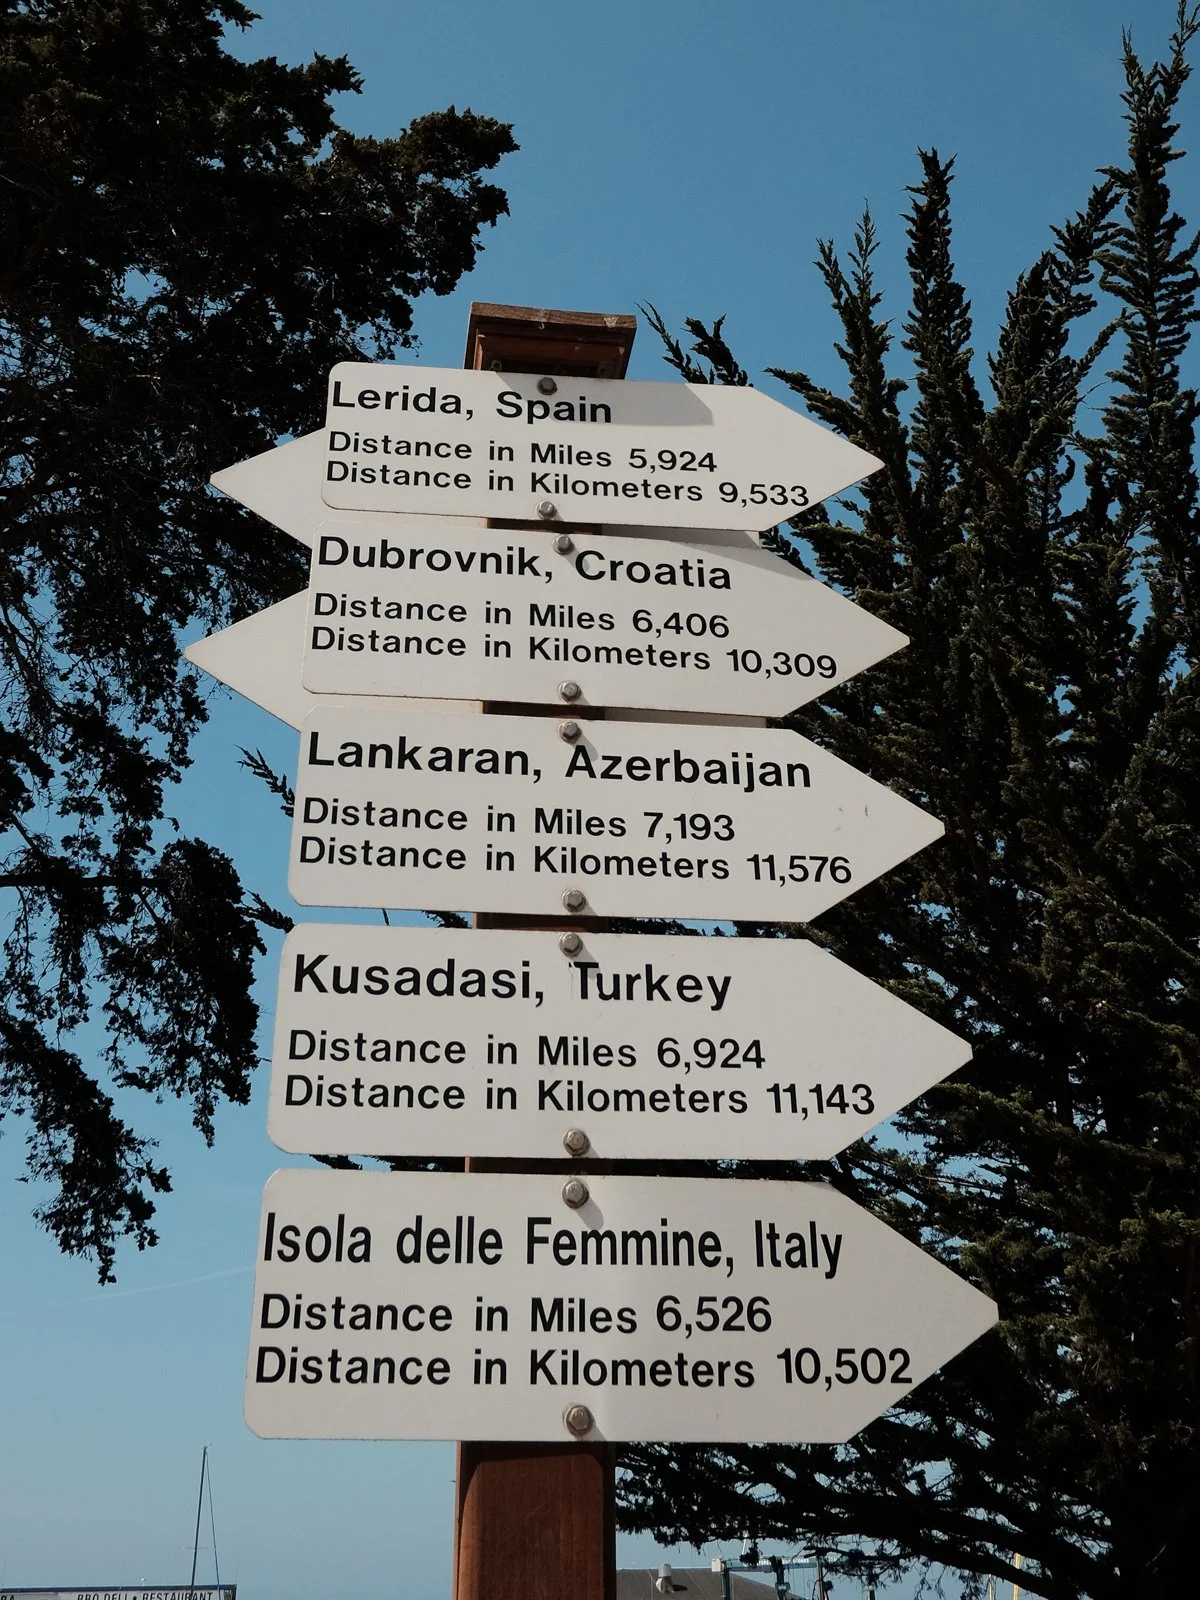 Lerida, Spain
Distance in Miles 5,924
Distance in Kilometers 9,533
Dubrovnik, Croatia
Distance in Miles 6,406
Distance in Kilometers 10,309
Lankaran, Azerbaijan
Distance in Miles 7,193
Distance in Kilometers 11,576
Kusadasi, Turkey
Distance in Miles 6,924
Distance in Kilometers 11,143
Isola delle Femmine, Italy
Distance in Miles 6,526
Distance in Kilometers 10,502
DELI • RESTAURANT